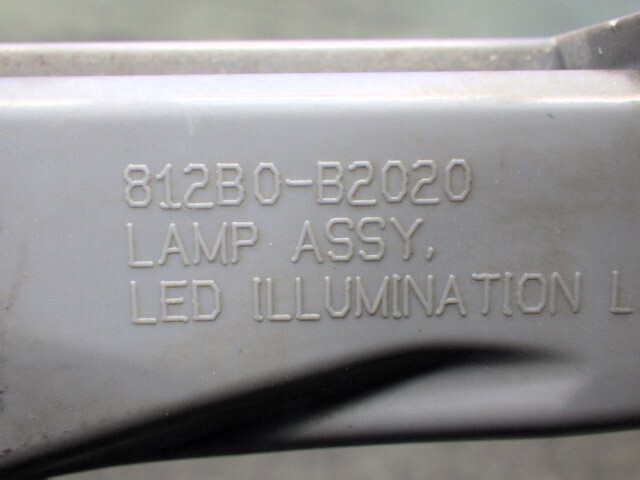 812B0-B2020
LAMP ASSY,
LED ILLUMINATION L